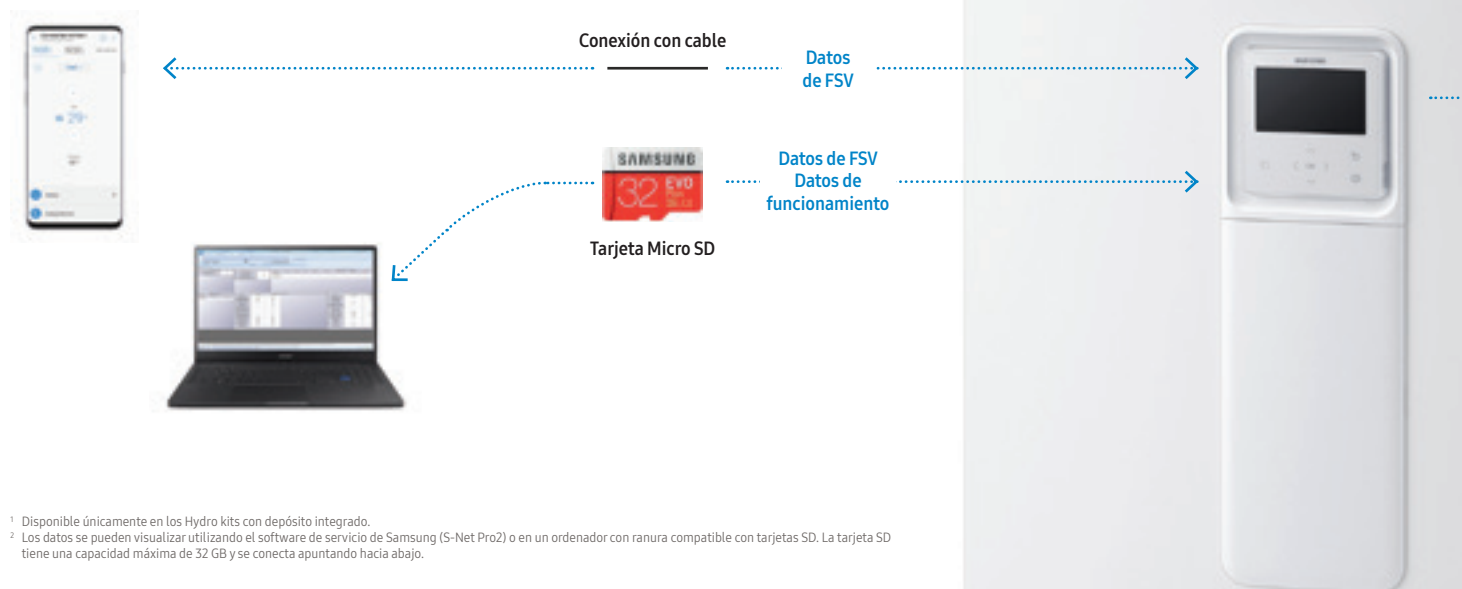 Conexión con cable
Datos
de FSV
SAMSUNG
32 EVO
Datos de FSV
Datos de
funcionamiento
Tarjeta Micro SD
29
1 Disponible únicamente en los Hydro kits con depósito integrado.
2 Los datos se pueden visualizar utilizando el software de servicio de Samsung (S-Net Pro2) o en un ordenador con ranura compatible con tarjetas SD. La tarjeta SD
tiene una capacidad máxima de 32 GB y se conecta apuntando hacia abajo.